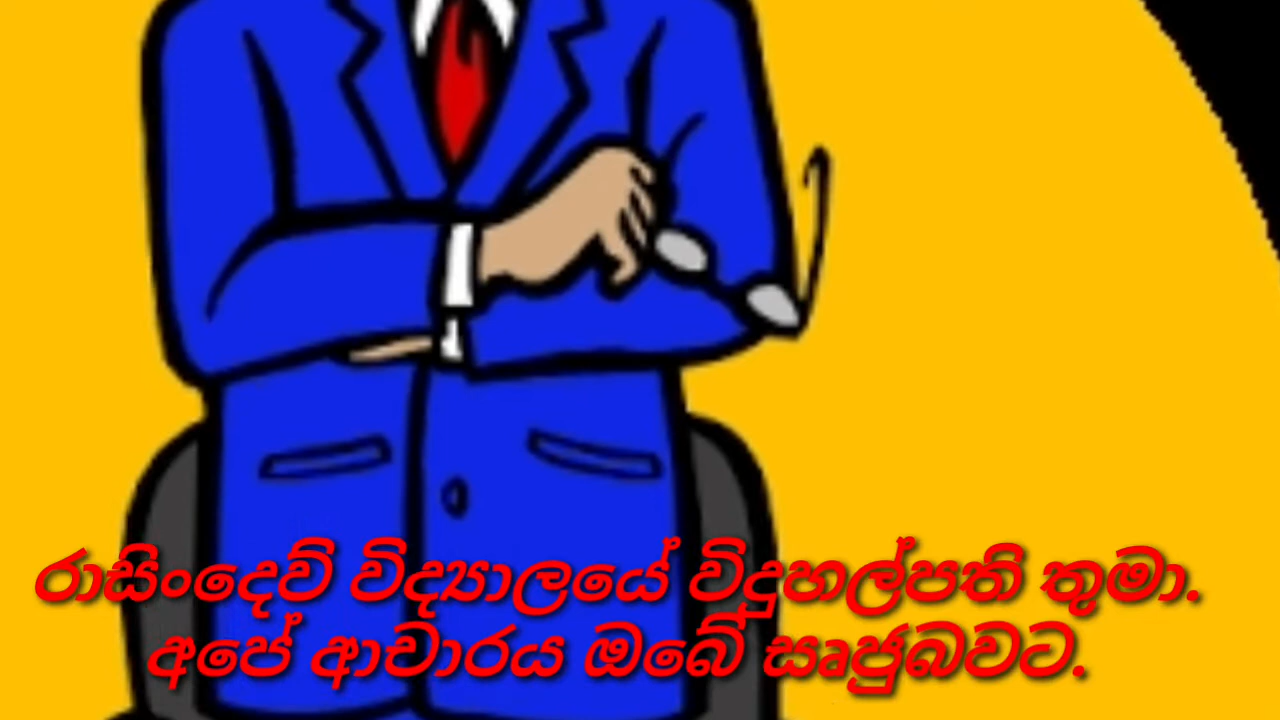 රාසිංදෙව් විද්‍යාලයේ විදුහල්පති තුමා.
අපේ ආචාරය ඔබේ සෘජුබවට.